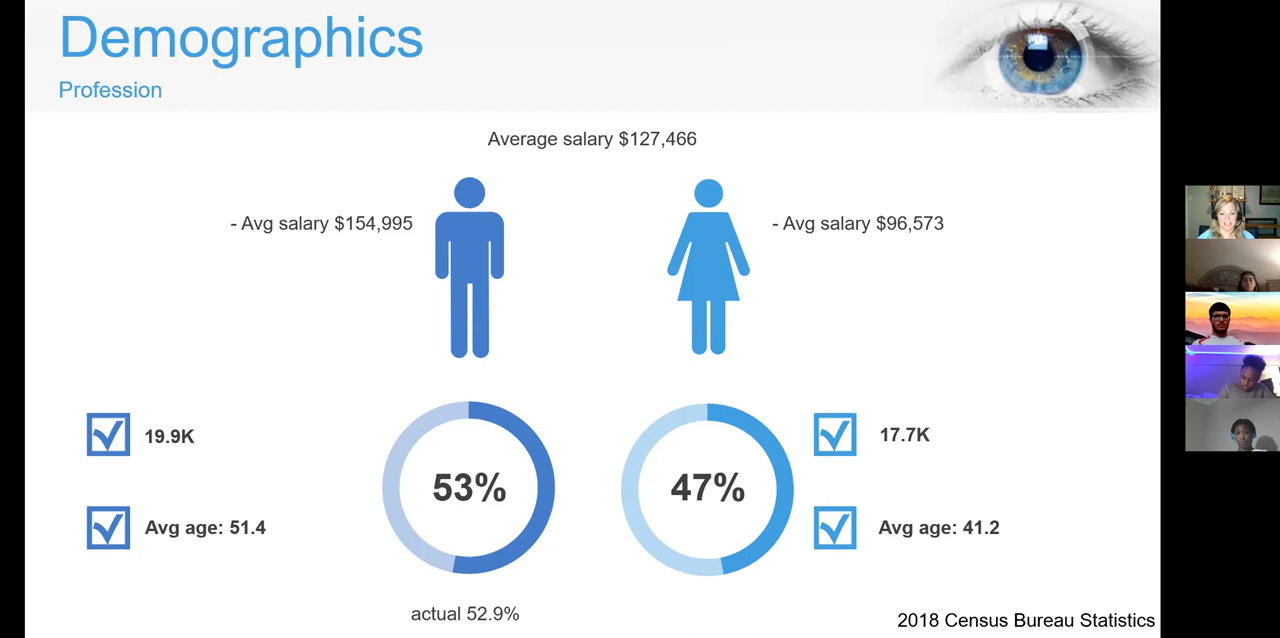 Demographics
Profession
Average salary $127,466
- Avg salary $154,995
- Avg salary $96,573
19.9K
53%
47%
17.7K
Avg age: 51.4
Avg age: 41.2
actual 52.9%
2018 Census Bureau Statistics